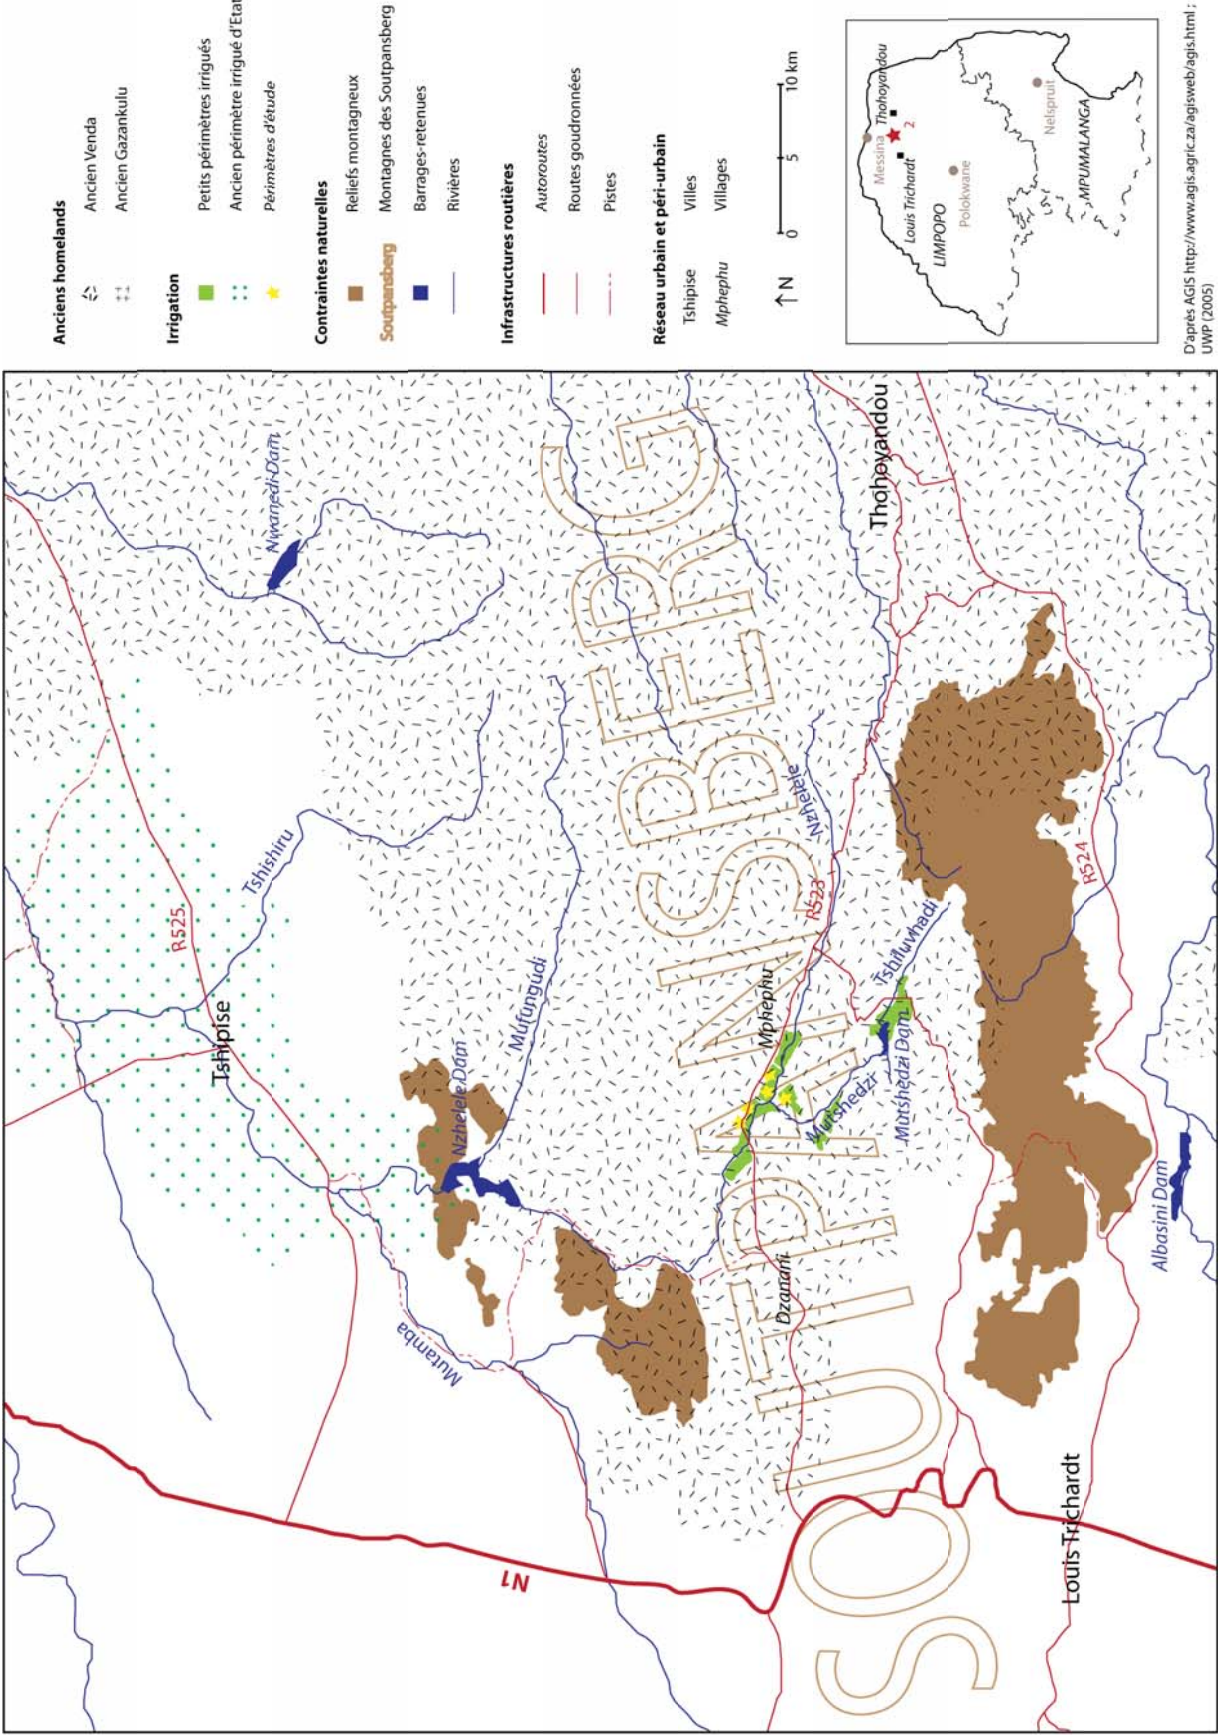 Anciens homelands
Ancien Venda
Ancien Gazankulu
Irrigation
Petits périmètres irrigués
Ancien périmètre irrigué d'Etat
Périmètres d'étude
Contraintes naturelles
Reliefs montagneux
Soutpansberg
Montagnes des Soutpansberg
Barrages-retenues
Rivières
Infrastructures routières
Autoroutes
Routes goudronnées
Pistes
Réseau urbain et péri-urbain
Tshipise
Villes
Mphephu
Villages
N
0
5
10 km
Messina
Thohoyandou
2
Louis Trichardt
LIMPOPO
Polokwane
Nelspruit
MPUMALANGA
D'après AGIS http://www.agis.agric.za/agisweb/agis.html ;
UWP (2005)
Nwanedi Dam
R525
Tshishiru
Tshipise
Nzhelele Dam
Mufungudi
Mutamba
N1
SOUTPANSBERG
Mphephu
Nzhelele
R523
Thohoyandou
Tshiluvhadi
Mutshedzi
Mutshedzi Dam
Dzanani
R524
Albasini Dam
Louis Trichardt